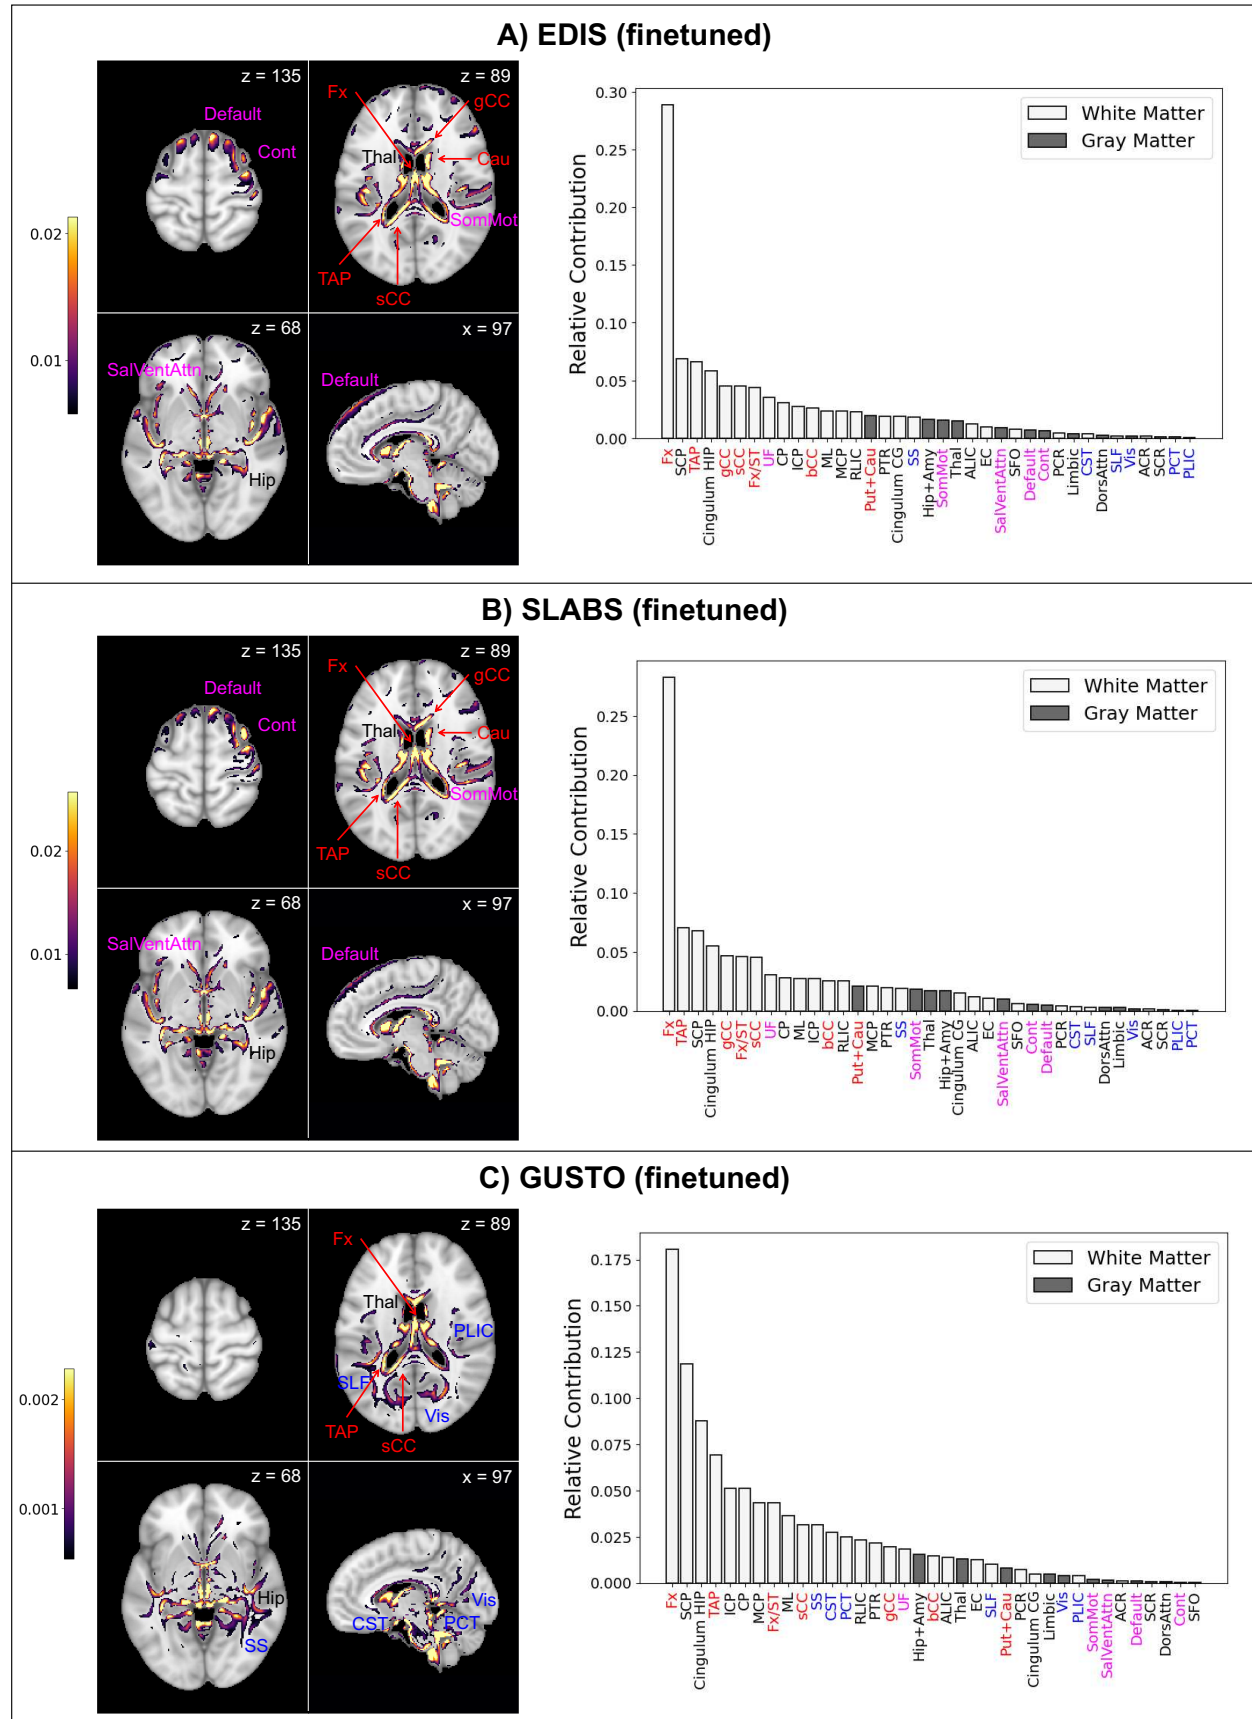 A) EDIS (finetuned)
z = 135
z = 89
Fx
gCC
Default
Cont
Thal
Cau
SomMot
TAP
sCC
0.02
0.01
z = 68
x = 97
SalVentAttn
Default
Hip
Relative Contribution
0.30
0.25
0.20
0.15
0.10
0.05
0.00
White Matter
Gray Matter
Fx
SCP
TAP
Cingulum HIP
gCC
sCC
Fx/ST
UF
CP
ICP
bCC
ML
MCP
RLIC
Put+Cau
PTR
Cingulum CG
SS
Hip+Amy
SomMot
Thal
ALIC
EC
SalVentAttn
SFO
Default
Cont
PCR
Limbic
CST
DorsAttn
SLF
Vis
ACR
SCR
PCT
PLIC
B) SLABS (finetuned)
z = 135
z = 89
Fx
gCC
Default
Cont
Thal
Cau
SomMot
TAP
sCC
0.02
0.01
z = 68
x = 97
SalVentAttn
Default
Hip
Relative Contribution
0.25
0.20
0.15
0.10
0.05
0.00
White Matter
Gray Matter
Fx
TAP
SCP
Cingulum HIP
gCC
Fx/ST
sCC
UF
CP
ML
ICP
bCC
RLIC
Put+Cau
MCP
PTR
SS
SomMot
Thal
Hip+Amy
Cingulum CG
ALIC
EC
SalVentAttn
SFO
Cont
Default
PCR
CST
SLF
DorsAttn
Limbic
Vis
ACR
SCR
PLIC
PCT
C) GUSTO (finetuned)
z = 135
z = 89
Fx
Thal
PLIC
SLF
Vis
TAP
sCC
0.002
0.001
z = 68
x = 97
Hip
SS
Vis
CST
PCT
Relative Contribution
0.175
0.150
0.125
0.100
0.075
0.050
0.025
0.000
White Matter
Gray Matter
Fx
SCP
Cingulum HIP
TAP
ICP
CP
MCP
Fx/ST
ML
sCC
SS
CST
PCT
RLIC
PTR
gCC
UF
Hip+Amy
bCC
ALIC
Thal
EC
SLF
Put+Cau
PCR
Cingulum CG
Limbic
Vis
PLIC
SomMot
SalVentAttn
ACR
Default
SCR
DorsAttn
Cont
SFO